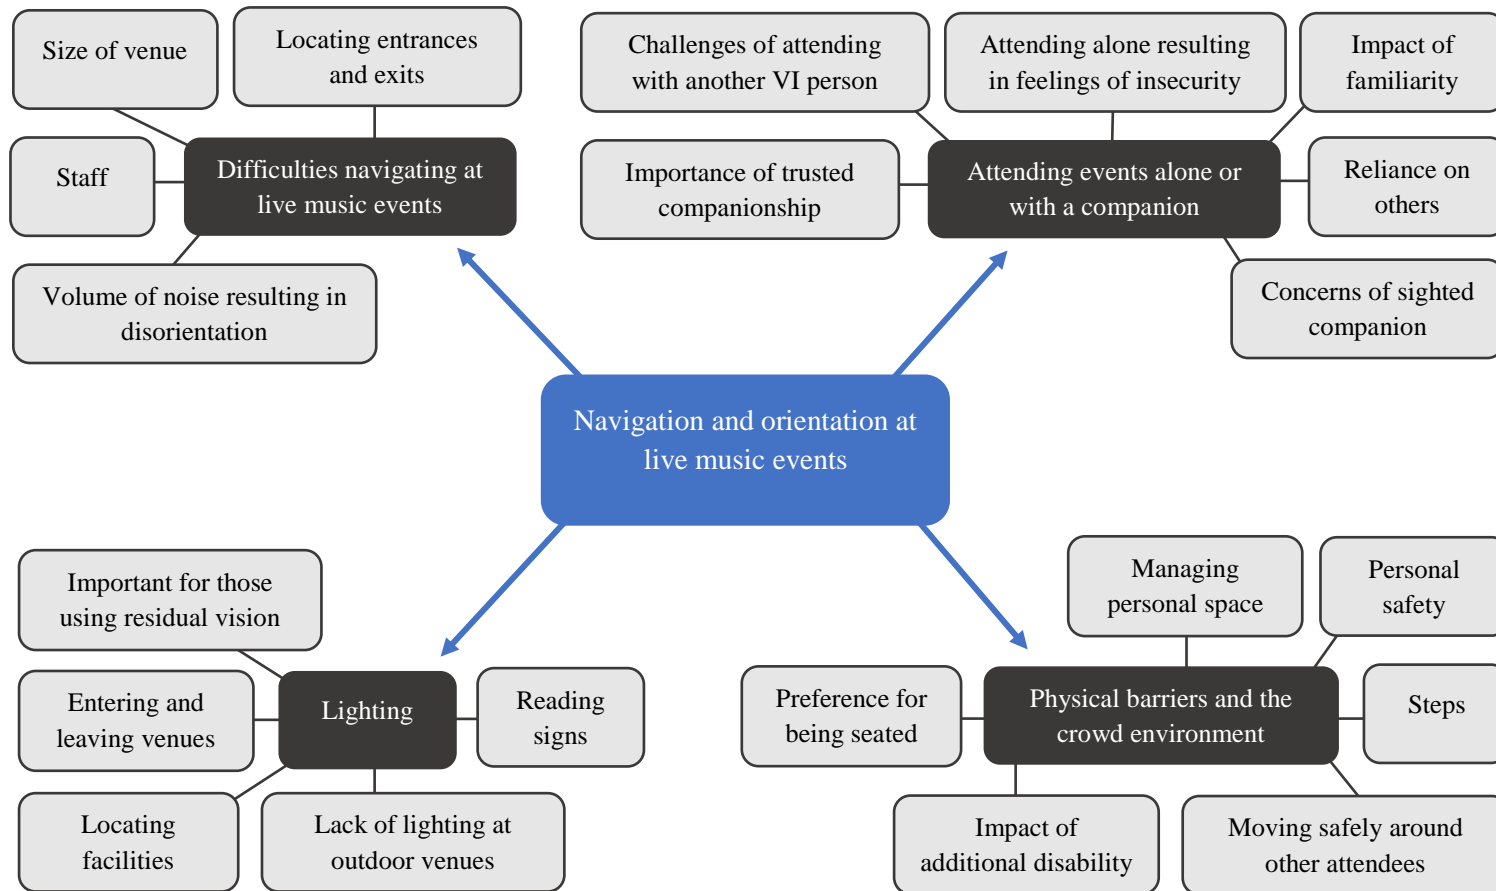 Size of venue
Locating entrances
and exits
Staff
Difficulties navigating at
live music events
Volume of noise resulting in
disorientation
Challenges of attending
with another VI person
Attending alone resulting
in feelings of insecurity
Impact of
familiarity
Importance of trusted
companionship
Attending events alone or
with a companion
Reliance on
others
Concerns of sighted
companion
Navigation and orientation at
live music events
Important for those
using residual vision
Entering and
leaving venues
Lighting
Reading
signs
Locating
facilities
Lack of lighting at
outdoor venues
Managing
personal space
Personal
safety
Preference for
being seated
Physical barriers and the
crowd environment
Steps
Impact of
additional disability
Moving safely around
other attendees